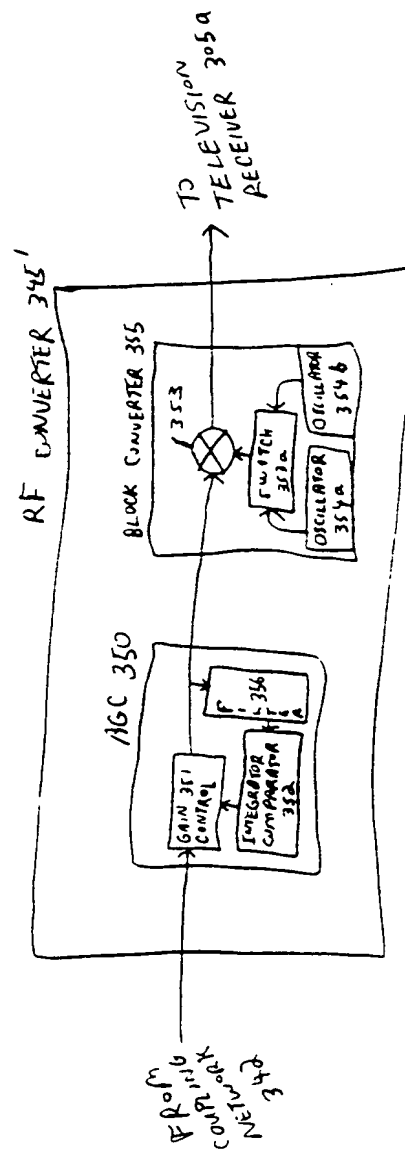 RF CONVERTER 345'
FROM
COUPLING
NETWORK
342
AGC 350
GAIN 351
CONTROL
INTEGRATOR
COMPARATOR
352
FILTER
356
BLOCK CONVERTER 355
353
SWITCH
357a
OSCILLATOR
354a
OSCILLATOR
354b
TO
TELEVISION
RECEIVER 305a